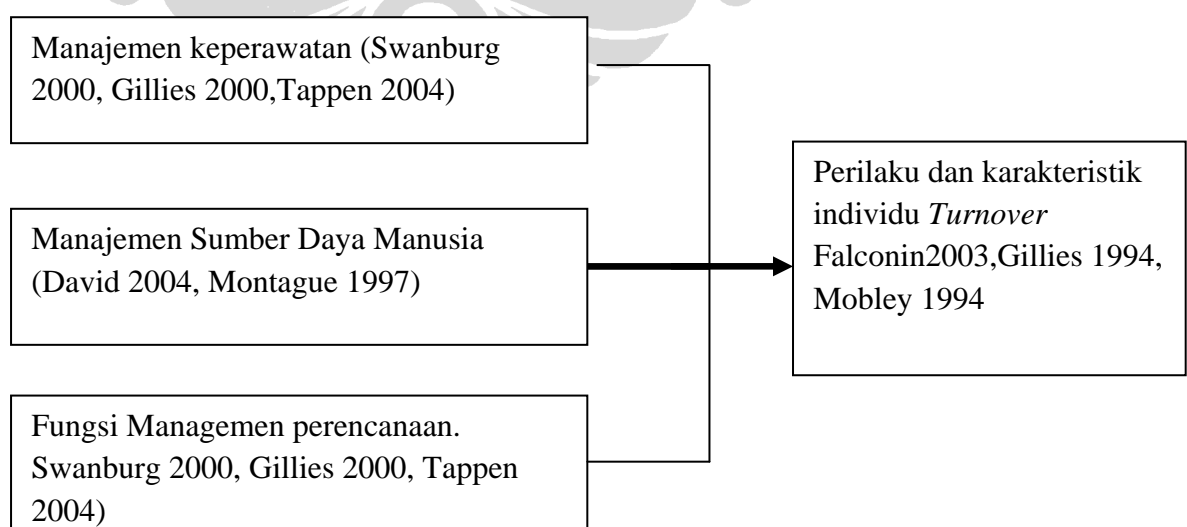 Manajemen keperawatan (Swanburg
2000, Gillies 2000,Tappen 2004)
Manajemen Sumber Daya Manusia
(David 2004, Montague 1997)
Fungsi Managemen perencanaan.
Swanburg 2000, Gillies 2000, Tappen
2004)
Perilaku dan karakteristik
individu Turnover
Falconin2003,Gillies 1994,
Mobley 1994